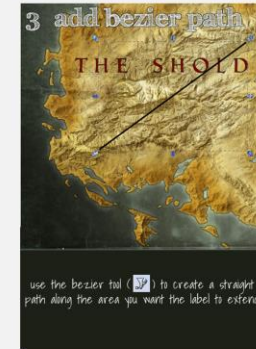 3 add bezier path
THE SHOLD
use the bezier tool ( ) to create a straight
path along the area you want the label to extend